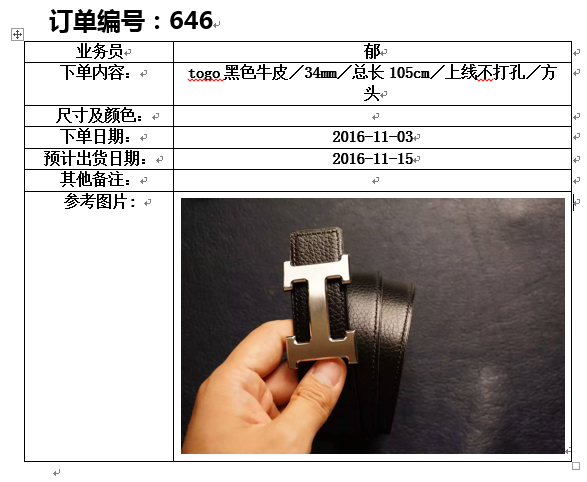 订单编号：646
业务员 郁
下单内容： togo黑色牛皮／34mm／总长105cm／上线不打孔／方
头
尺寸及颜色：
下单日期： 2016-11-03
预计出货日期： 2016-11-15
其他备注：
参考图片：